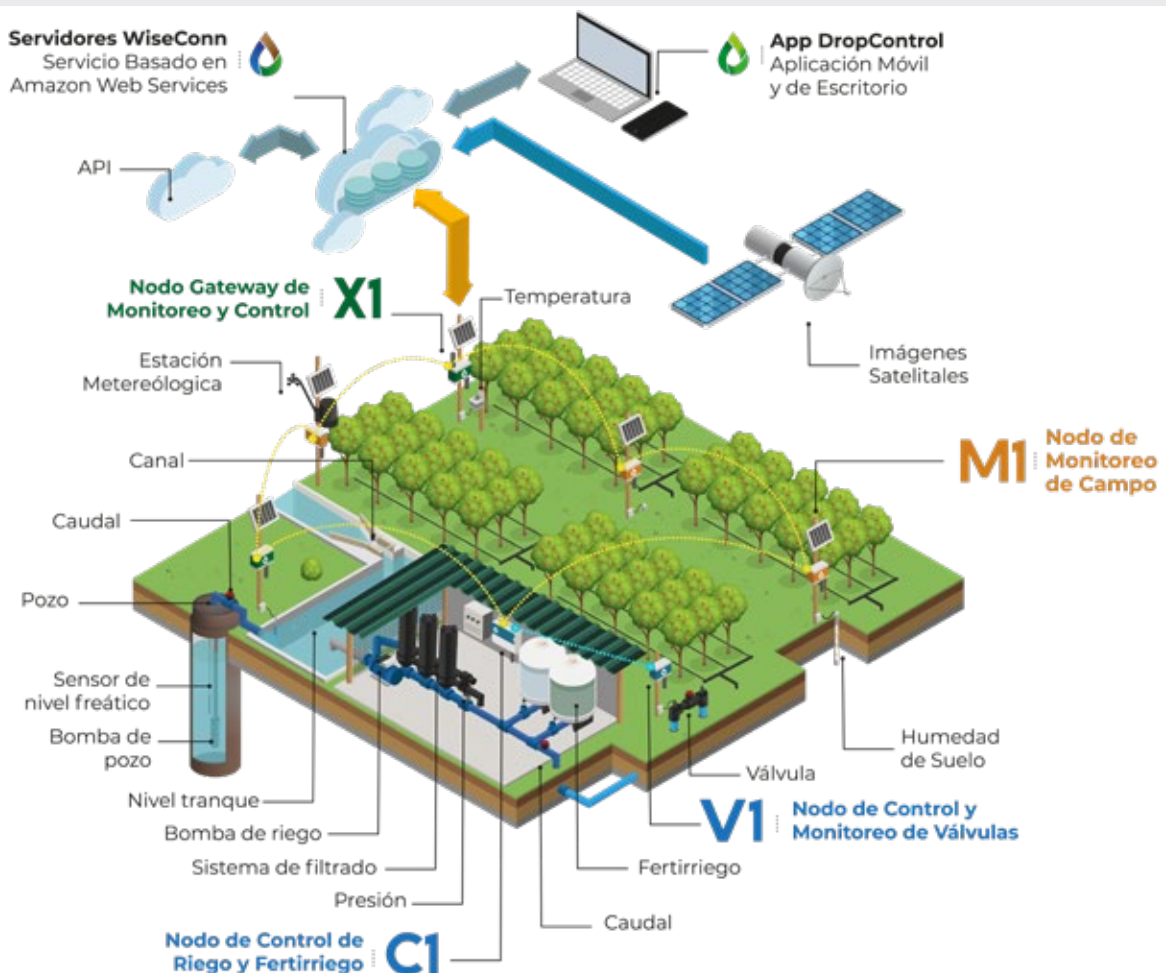 Servidores WiseConn
Servicio Basado en
Amazon Web Services
App DropControl
Aplicación Móvil
y de Escritorio
API
Nodo Gateway de
Monitoreo y Control
X1
Temperatura
Estación
Metereólogica
Imágenes
Satelitales
Canal
M1
Nodo de
Monitoreo
de Campo
Caudal
Pozo
Sensor de
nivel freático
Bomba de
pozo
Humedad
de Suelo
Válvula
Nivel tranque
V1
Nodo de Control y
Monitoreo de Válvulas
Bomba de riego
Sistema de filtrado
Fertirriego
Presión
Caudal
Nodo de Control de
Riego y Fertirriego
C1